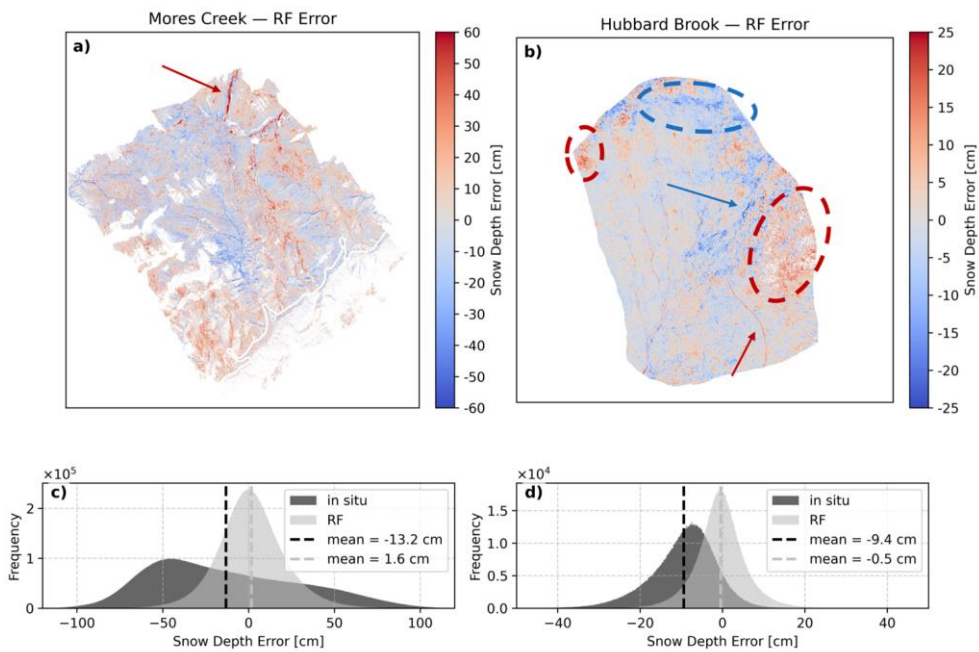 Mores Creek — RF Error
a)
60
50
40
30
20
10
0
-10
-20
-30
-40
-50
-60
Snow Depth Error [cm]
Hubbard Brook — RF Error
b)
25
20
15
10
5
0
-5
-10
-15
-20
-25
Snow Depth Error [cm]
×10⁵
c)
2
1
0
Frequency
in situ
RF
mean = -13.2 cm
mean = 1.6 cm
−100
−50
0
50
100
Snow Depth Error [cm]
×10⁴
d)
1.5
1.0
0.5
0.0
Frequency
in situ
RF
mean = -9.4 cm
mean = -0.5 cm
−40
−20
0
20
40
Snow Depth Error [cm]